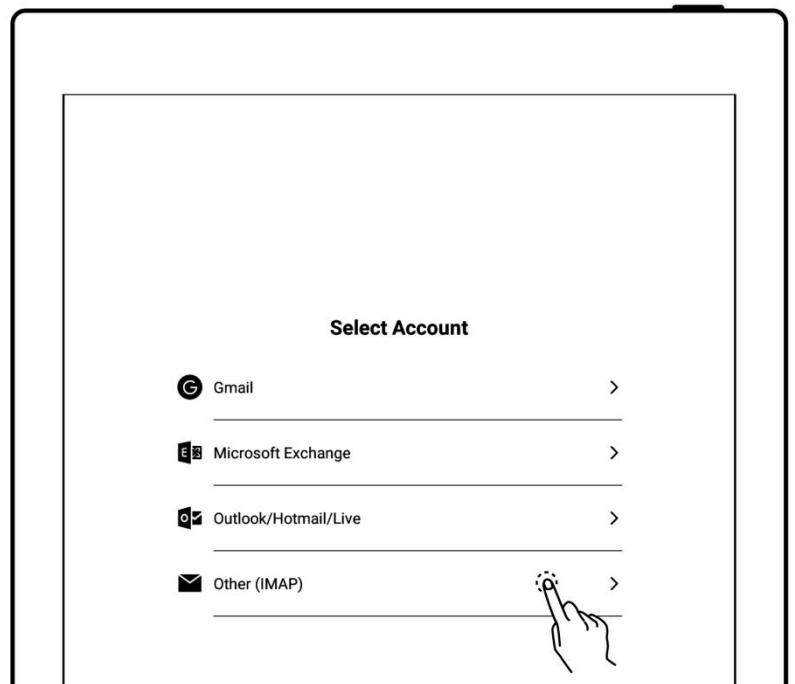 Select Account
G Gmail
E Microsoft Exchange
O Outlook/Hotmail/Live
Other (IMAP)